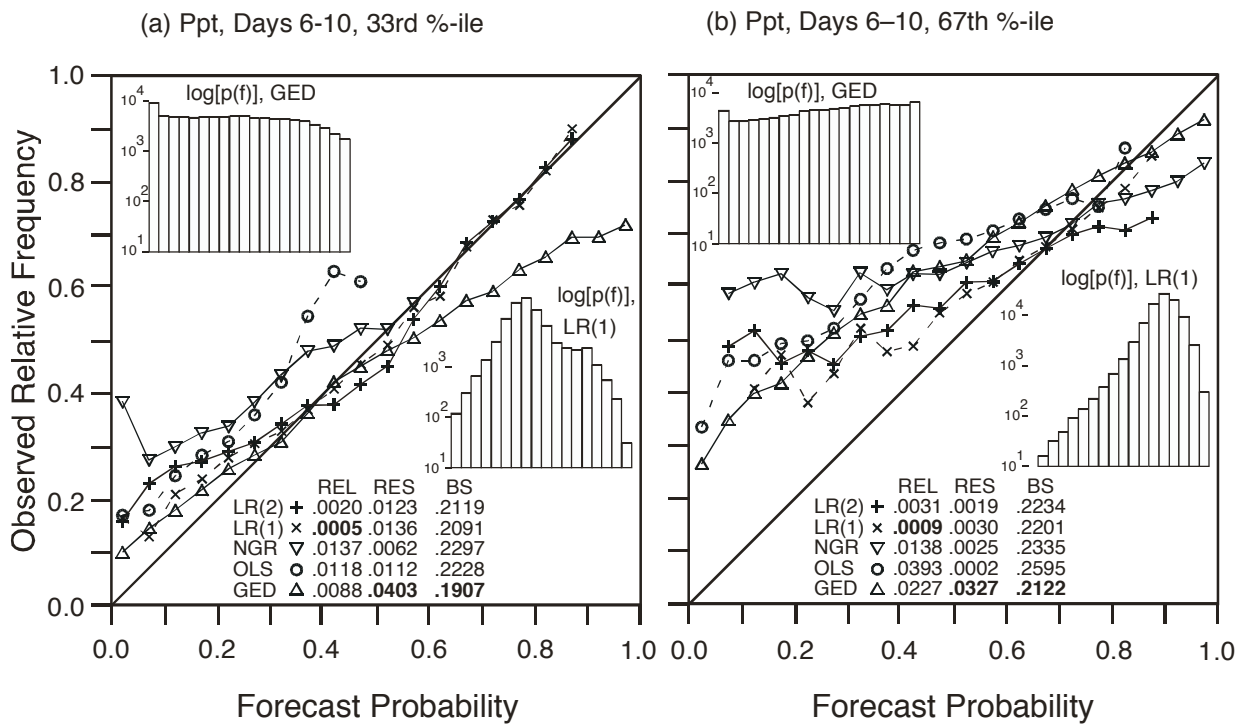 (a) Ppt, Days 6-10, 33rd %-ile
Observed Relative Frequency
1.0
0.8
0.6
0.4
0.2
0.0
log[p(f)], GED
10^4
10^3
10^2
10^1
log[p(f)],
LR(1)
10^3
10^2
10^1
REL RES BS
LR(2) .0020 .0123 .2119
LR(1) .0005 .0136 .2091
NGR .0137 .0062 .2297
OLS .0118 .0112 .2228
GED .0088 .0403 .1907
0.0 0.2 0.4 0.6 0.8 1.0
Forecast Probability
(b) Ppt, Days 6–10, 67th %-ile
log[p(f)], GED
10^4
10^3
10^2
10^1
log[p(f)], LR(1)
10^4
10^3
10^2
10^1
REL RES BS
LR(2) .0031 .0019 .2234
LR(1) .0009 .0030 .2201
NGR .0138 .0025 .2335
OLS .0393 .0002 .2595
GED .0227 .0327 .2122
0.0 0.2 0.4 0.6 0.8 1.0
Forecast Probability